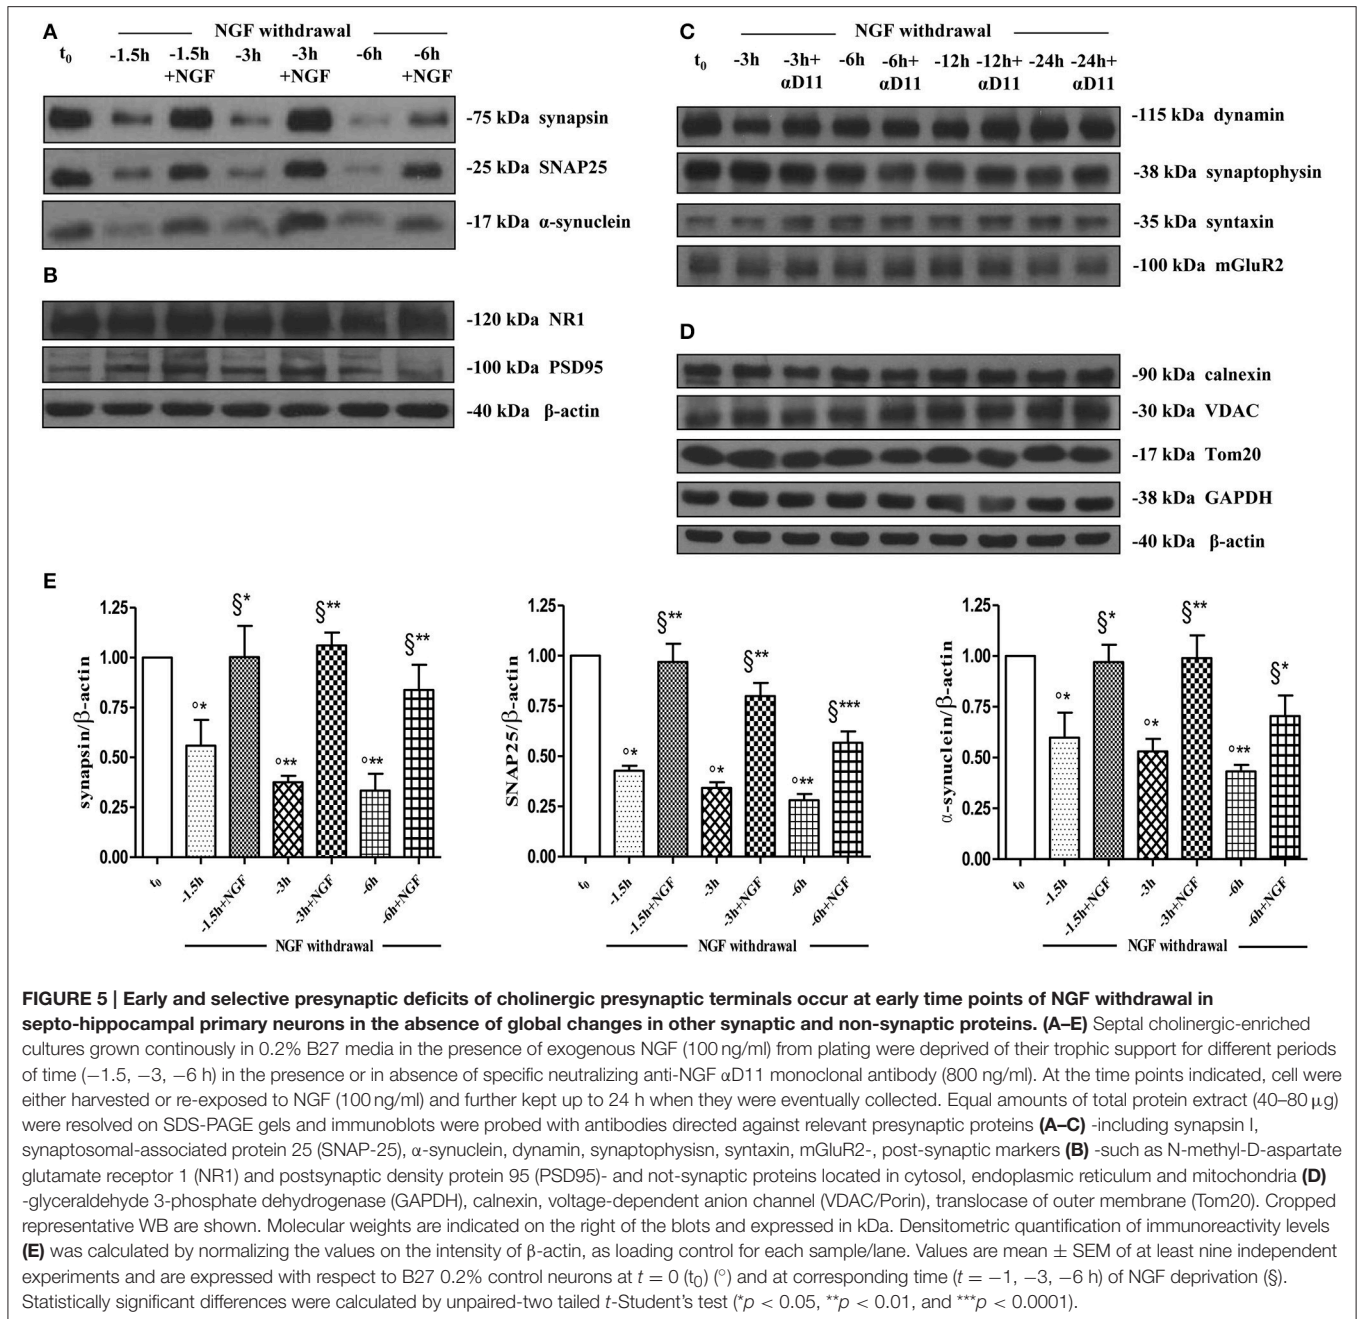 A
NGF withdrawal
t₀ -1.5h -1.5h +NGF -3h -3h +NGF -6h -6h +NGF
-75 kDa synapsin
-25 kDa SNAP25
-17 kDa α-synuclein
B
-120 kDa NR1
-100 kDa PSD95
-40 kDa β-actin
C
NGF withdrawal
t₀ -3h -3h+ αD11 -6h -6h+ αD11 -12h -12h+ αD11 -24h -24h+ αD11
-115 kDa dynamin
-38 kDa synaptophysin
-35 kDa syntaxin
-100 kDa mGluR2
D
-90 kDa calnexin
-30 kDa VDAC
-17 kDa Tom20
-38 kDa GAPDH
-40 kDa β-actin
E
synapsin/β-actin
1.25
1.00
0.75
0.50
0.25
0.00
°*
§*
°**
§**
°**
§**
t₀ -1.5h -1.5h+NGF -3h -3h+NGF -6h -6h+NGF
NGF withdrawal
SNAP25/β-actin
1.25
1.00
0.75
0.50
0.25
0.00
°*
§**
°*
§**
°**
§***
t₀ -1.5h -1.5h+NGF -3h -3h+NGF -6h -6h+NGF
NGF withdrawal
α-synuclein/β-actin
1.25
1.00
0.75
0.50
0.25
0.00
°*
§*
°*
§**
°**
§*
t₀ -1.5h -1.5h+NGF -3h -3h+NGF -6h -6h+NGF
NGF withdrawal
FIGURE 5 | Early and selective presynaptic deficits of cholinergic presynaptic terminals occur at early time points of NGF withdrawal in
septo-hippocampal primary neurons in the absence of global changes in other synaptic and non-synaptic proteins. (A–E) Septal cholinergic-enriched
cultures grown continously in 0.2% B27 media in the presence of exogenous NGF (100 ng/ml) from plating were deprived of their trophic support for different periods
of time (−1.5, −3, −6 h) in the presence or in absence of specific neutralizing anti-NGF αD11 monoclonal antibody (800 ng/ml). At the time points indicated, cell were
either harvested or re-exposed to NGF (100 ng/ml) and further kept up to 24 h when they were eventually collected. Equal amounts of total protein extract (40–80 μg)
were resolved on SDS-PAGE gels and immunoblots were probed with antibodies directed against relevant presynaptic proteins (A–C) -including synapsin I,
synaptosomal-associated protein 25 (SNAP-25), α-synuclein, dynamin, synaptophysisn, syntaxin, mGluR2-, post-synaptic markers (B) -such as N-methyl-D-aspartate
glutamate receptor 1 (NR1) and postsynaptic density protein 95 (PSD95)- and not-synaptic proteins located in cytosol, endoplasmic reticulum and mitochondria (D)
-glyceraldehyde 3-phosphate dehydrogenase (GAPDH), calnexin, voltage-dependent anion channel (VDAC/Porin), translocase of outer membrane (Tom20). Cropped
representative WB are shown. Molecular weights are indicated on the right of the blots and expressed in kDa. Densitometric quantification of immunoreactivity levels
(E) was calculated by normalizing the values on the intensity of β-actin, as loading control for each sample/lane. Values are mean ± SEM of at least nine independent
experiments and are expressed with respect to B27 0.2% control neurons at t = 0 (t₀) (°) and at corresponding time (t = −1, −3, −6 h) of NGF deprivation (§).
Statistically significant differences were calculated by unpaired-two tailed t-Student's test (*p < 0.05, **p < 0.01, and ***p < 0.0001).